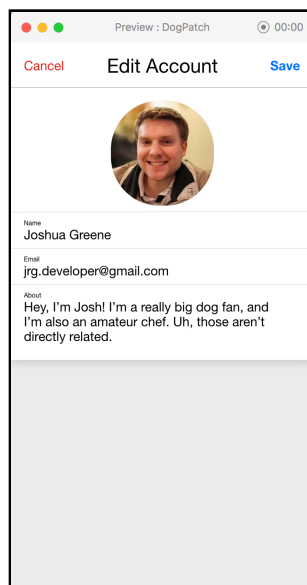 Preview : DogPatch
00:00
Cancel
Edit Account
Save
Name
Joshua Greene
Email
jrg.developer@gmail.com
About
Hey, I’m Josh! I’m a really big dog fan, and
I’m also an amateur chef. Uh, those aren’t
directly related.